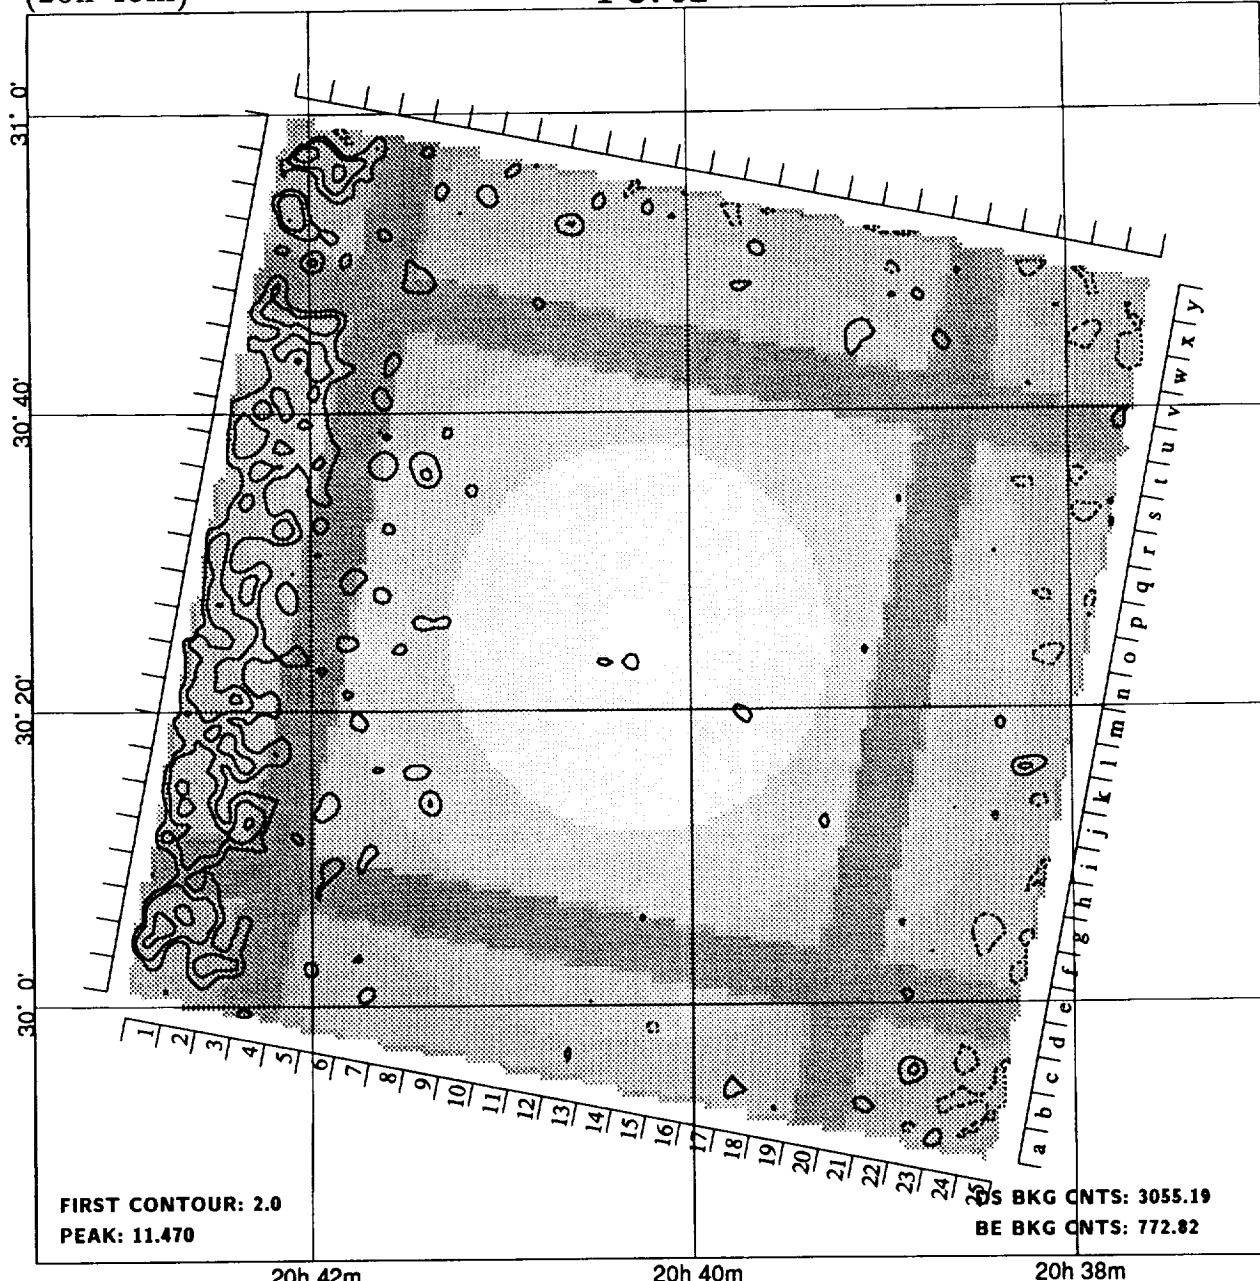 31° 0'
30° 40'
30° 20'
30° 0'
y
x
w
v
u
t
s
r
q
p
o
n
m
l
k
j
i
h
g
f
e
d
c
b
a
1 2 3 4 5 6 7 8 9 10 11 12 13 14 15 16 17 18 19 20 21 22 23 24 25
FIRST CONTOUR: 2.0
PEAK: 11.470
DS BKG CNTS: 3055.19
BE BKG CNTS: 772.82
20h 42m 20h 40m 20h 38m